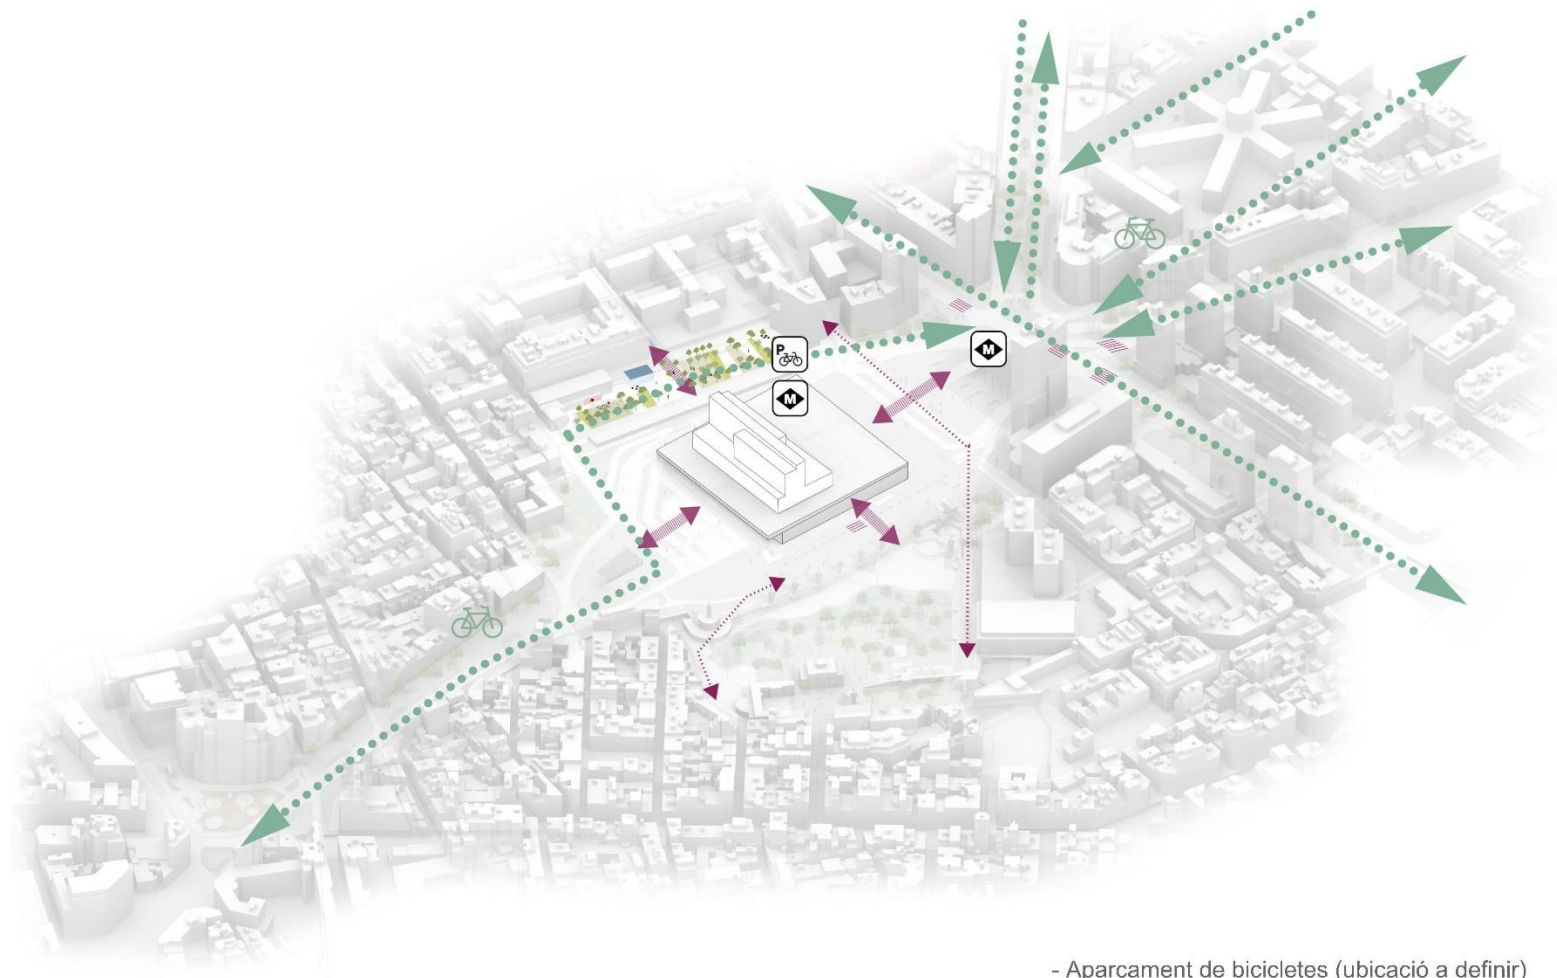 P
M
M
- Aparcament de bicicletes (ubicació a definir)